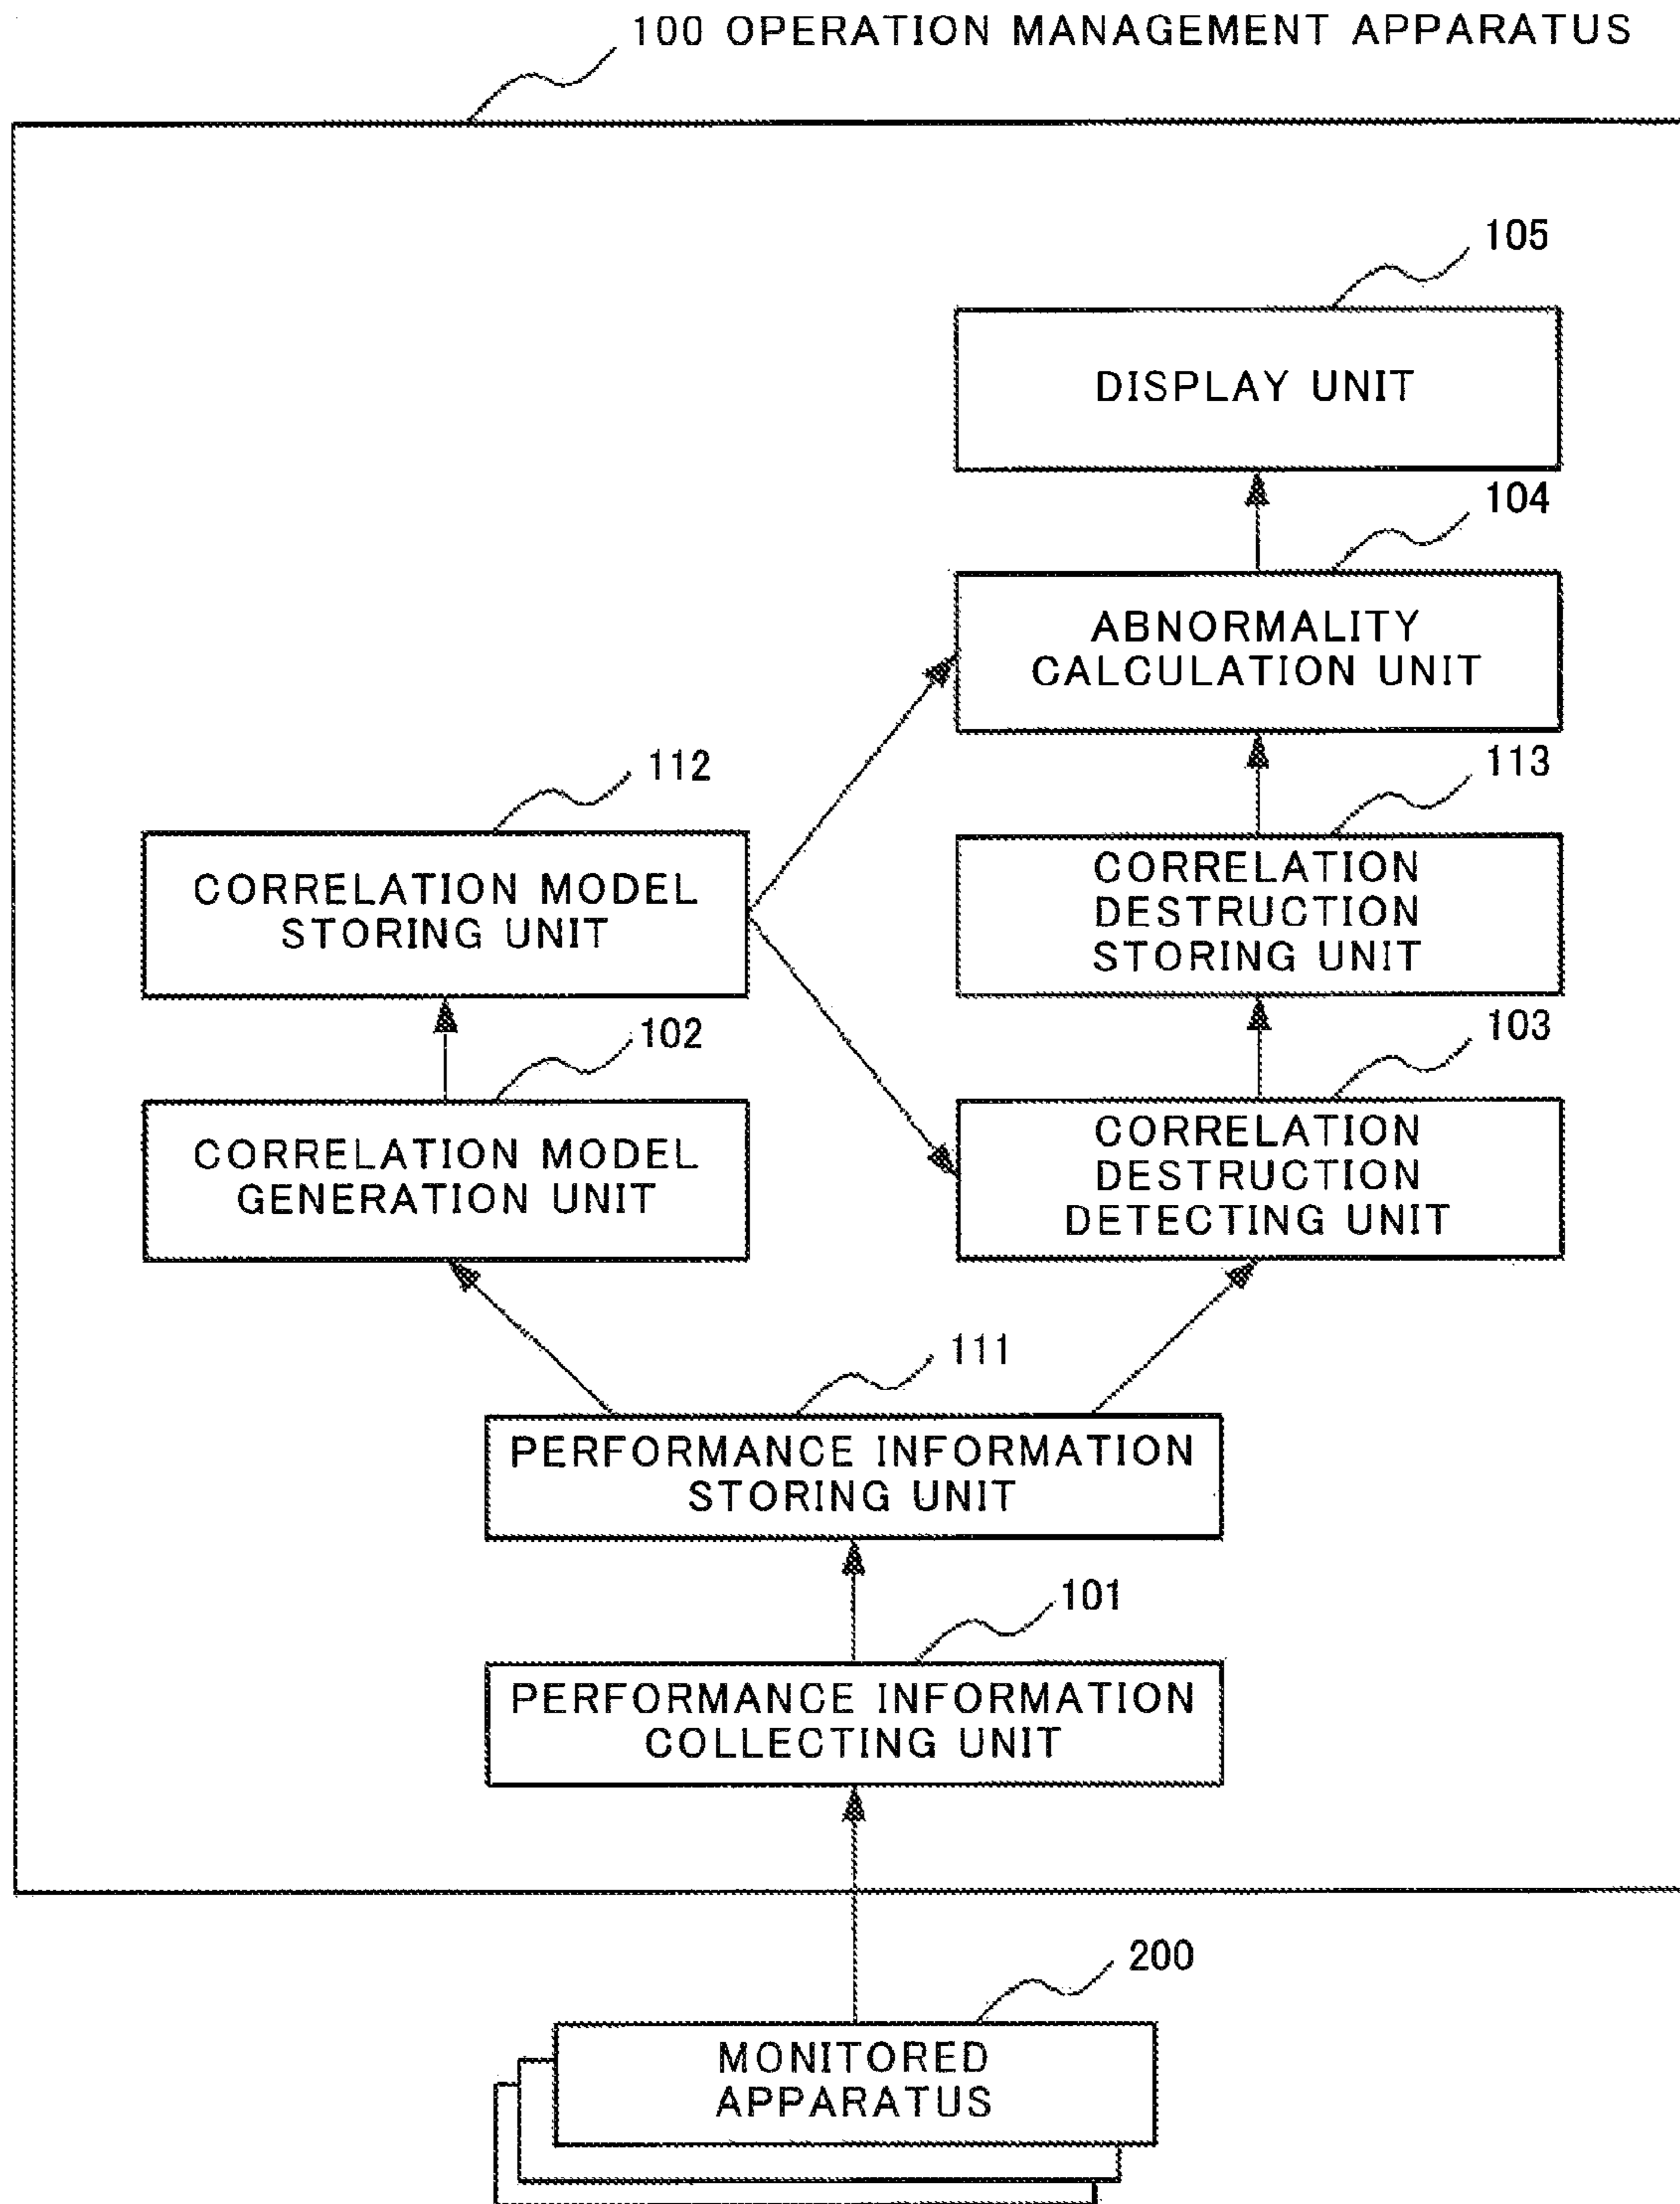 100 OPERATION MANAGEMENT APPARATUS
105
DISPLAY UNIT
104
ABNORMALITY
CALCULATION UNIT
112
113
CORRELATION MODEL
STORING UNIT
CORRELATION
DESTRUCTION
STORING UNIT
102
103
CORRELATION MODEL
GENERATION UNIT
CORRELATION
DESTRUCTION
DETECTING UNIT
111
PERFORMANCE INFORMATION
STORING UNIT
101
PERFORMANCE INFORMATION
COLLECTING UNIT
200
MONITORED
APPARATUS